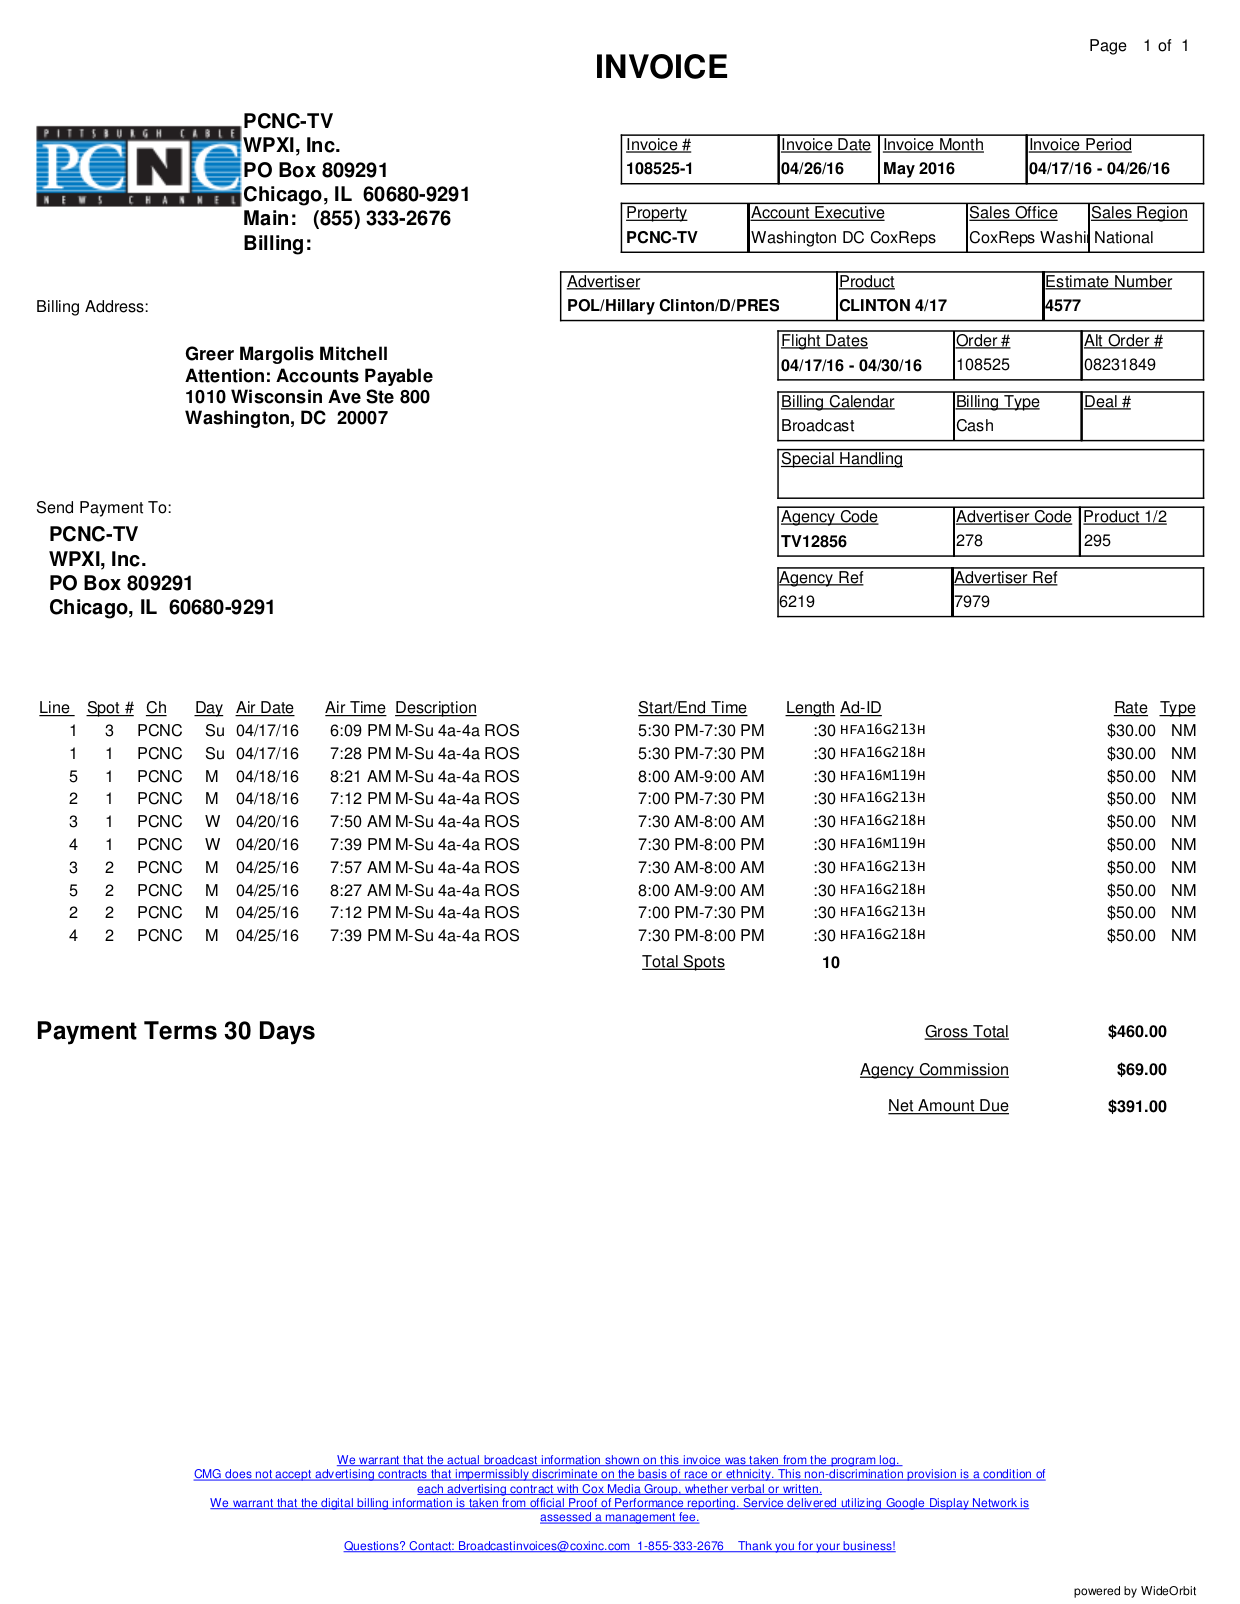 Page 1 of 1
INVOICE
PITTSBURGH CABLE
PCNC
NEWS CHANNEL
PCNC-TV
WPXI, Inc.
PO Box 809291
Chicago, IL 60680-9291
Main: (855) 333-2676
Billing:
Invoice # Invoice Date Invoice Month Invoice Period
108525-1 04/26/16 May 2016 04/17/16 - 04/26/16
Property Account Executive Sales Office Sales Region
PCNC-TV Washington DC CoxReps CoxReps Washi National
Advertiser Product Estimate Number
POL/Hillary Clinton/D/PRES CLINTON 4/17 4577
Billing Address:
Greer Margolis Mitchell
Attention: Accounts Payable
1010 Wisconsin Ave Ste 800
Washington, DC 20007
Flight Dates Order # Alt Order #
04/17/16 - 04/30/16 108525 08231849
Billing Calendar Billing Type Deal #
Broadcast Cash
Special Handling
Send Payment To:
PCNC-TV
WPXI, Inc.
PO Box 809291
Chicago, IL 60680-9291
Agency Code Advertiser Code Product 1/2
TV12856 278 295
Agency Ref Advertiser Ref
6219 7979
Line Spot # Ch Day Air Date Air Time Description Start/End Time Length Ad-ID Rate Type
1 3 PCNC Su 04/17/16 6:09 PM M-Su 4a-4a ROS 5:30 PM-7:30 PM :30 HFA16G213H $30.00 NM
1 1 PCNC Su 04/17/16 7:28 PM M-Su 4a-4a ROS 5:30 PM-7:30 PM :30 HFA16G218H $30.00 NM
5 1 PCNC M 04/18/16 8:21 AM M-Su 4a-4a ROS 8:00 AM-9:00 AM :30 HFA16M119H $50.00 NM
2 1 PCNC M 04/18/16 7:12 PM M-Su 4a-4a ROS 7:00 PM-7:30 PM :30 HFA16G213H $50.00 NM
3 1 PCNC W 04/20/16 7:50 AM M-Su 4a-4a ROS 7:30 AM-8:00 AM :30 HFA16G218H $50.00 NM
4 1 PCNC W 04/20/16 7:39 PM M-Su 4a-4a ROS 7:30 PM-8:00 PM :30 HFA16M119H $50.00 NM
3 2 PCNC M 04/25/16 7:57 AM M-Su 4a-4a ROS 7:30 AM-8:00 AM :30 HFA16G213H $50.00 NM
5 2 PCNC M 04/25/16 8:27 AM M-Su 4a-4a ROS 8:00 AM-9:00 AM :30 HFA16G218H $50.00 NM
2 2 PCNC M 04/25/16 7:12 PM M-Su 4a-4a ROS 7:00 PM-7:30 PM :30 HFA16G213H $50.00 NM
4 2 PCNC M 04/25/16 7:39 PM M-Su 4a-4a ROS 7:30 PM-8:00 PM :30 HFA16G218H $50.00 NM
Total Spots 10
Payment Terms 30 Days
Gross Total $460.00
Agency Commission $69.00
Net Amount Due $391.00
We warrant that the actual broadcast information shown on this invoice was taken from the program log.
CMG does not accept advertising contracts that impermissibly discriminate on the basis of race or ethnicity. This non-discrimination provision is a condition of
each advertising contract with Cox Media Group, whether verbal or written.
We warrant that the digital billing information is taken from official Proof of Performance reporting. Service delivered utilizing Google Display Network is
assessed a management fee.
Questions? Contact: Broadcastinvoices@coxinc.com 1-855-333-2676 Thank you for your business!
powered by WideOrbit